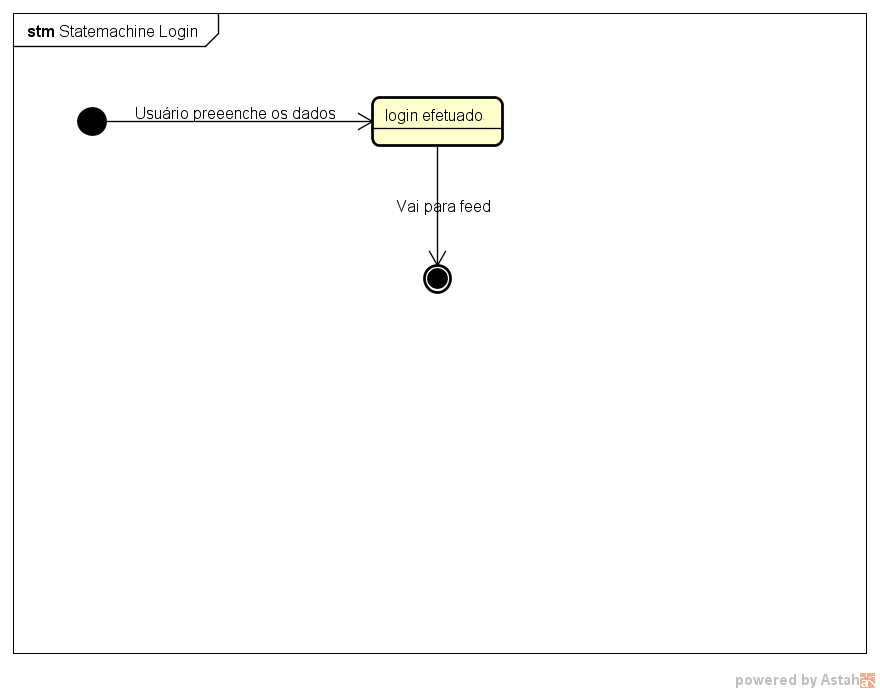 stm Statemachine Login
Usuário preeenche os dados
login efetuado
Vai para feed
powered by Astah